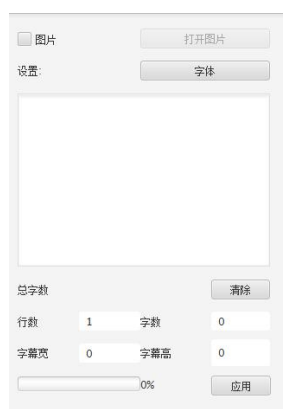 图片 打开图片
设置: 字体
总字数 清除
行数 1 字数 0
字幕宽 0 字幕高 0
0% 应用